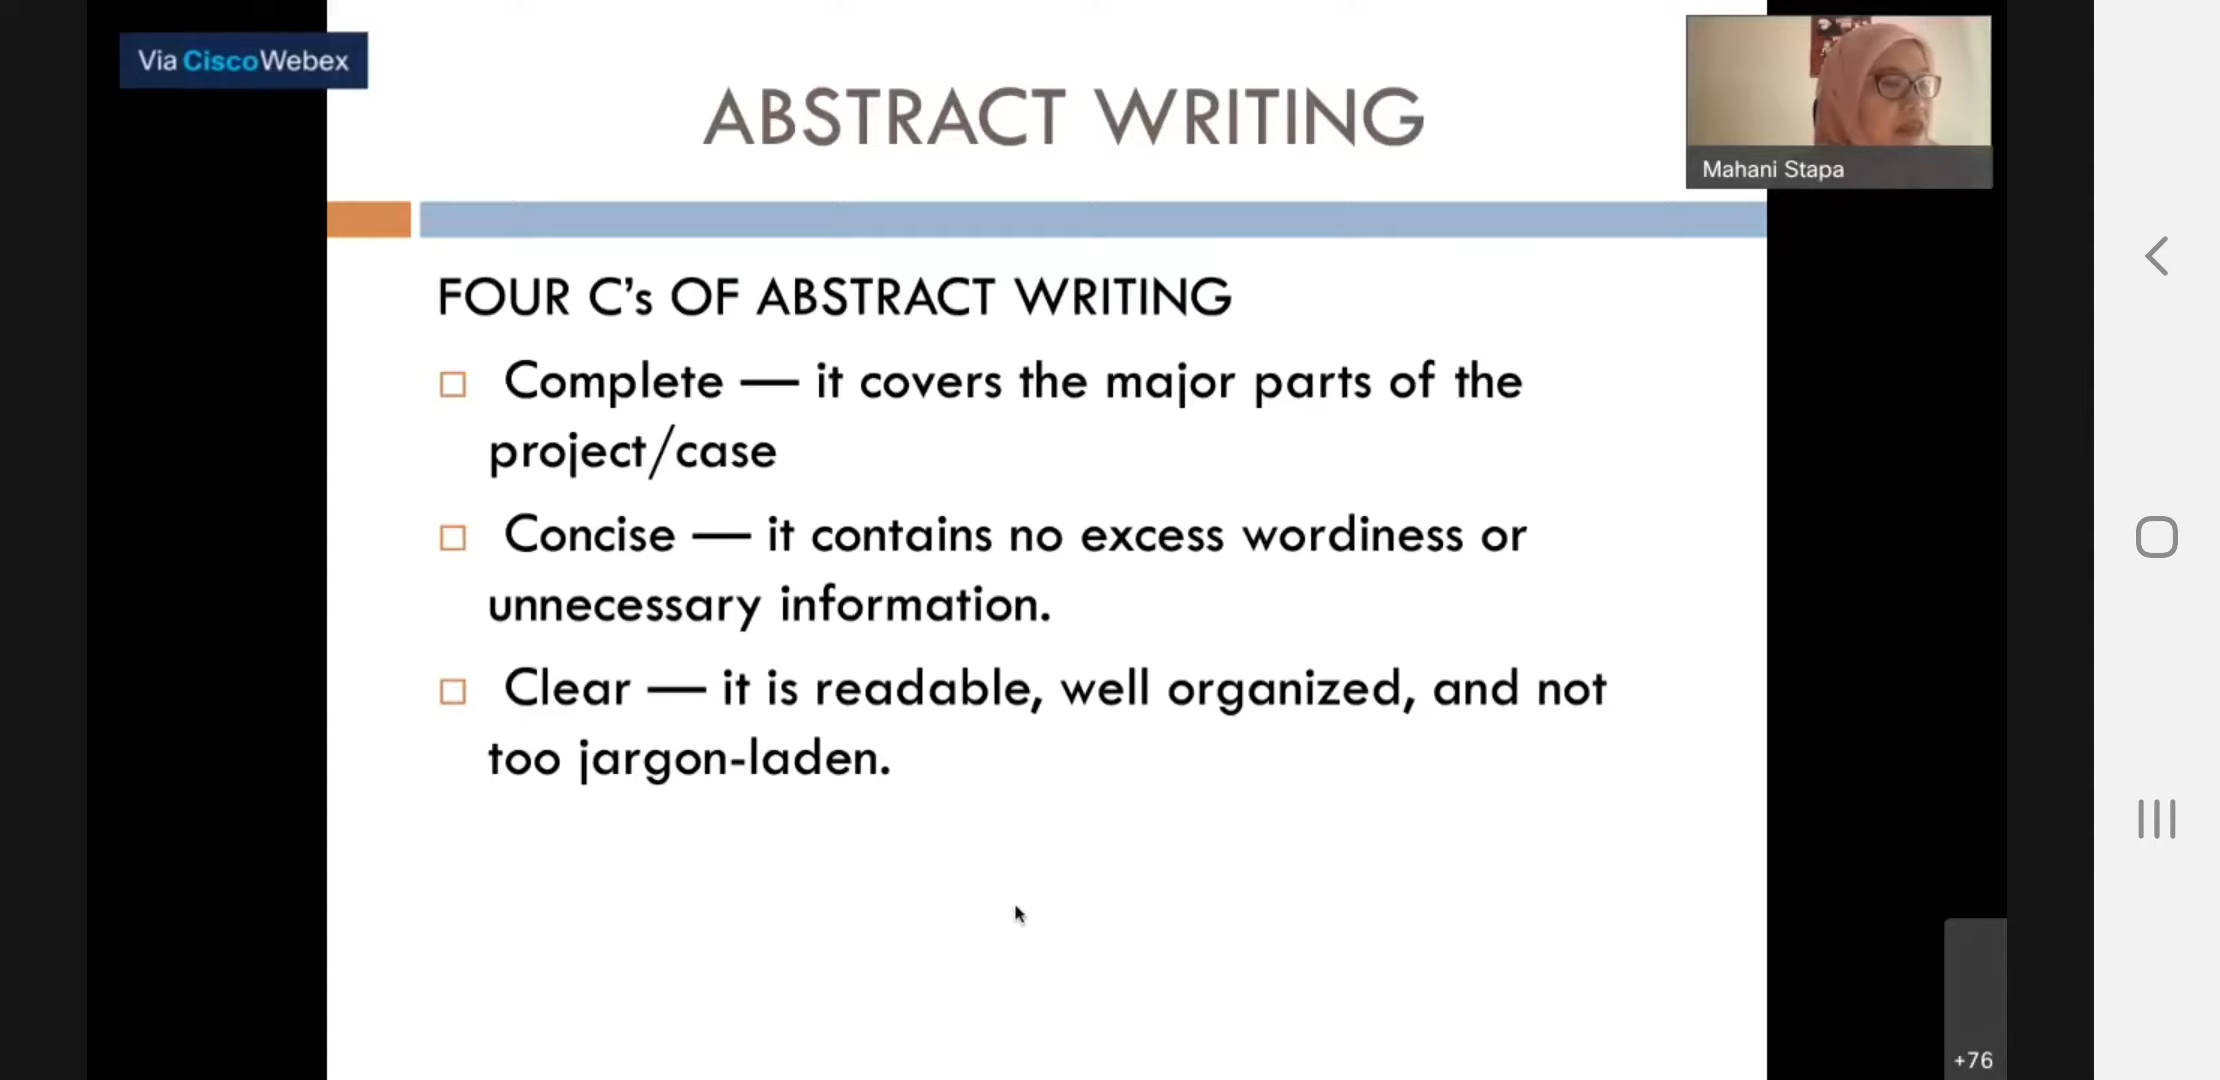 Via CiscoWebex
ABSTRACT WRITING
Mahani Stapa
FOUR C’s OF ABSTRACT WRITING
Complete — it covers the major parts of the
project/case
Concise — it contains no excess wordiness or
unnecessary information.
Clear — it is readable, well organized, and not
too jargon-laden.
+76